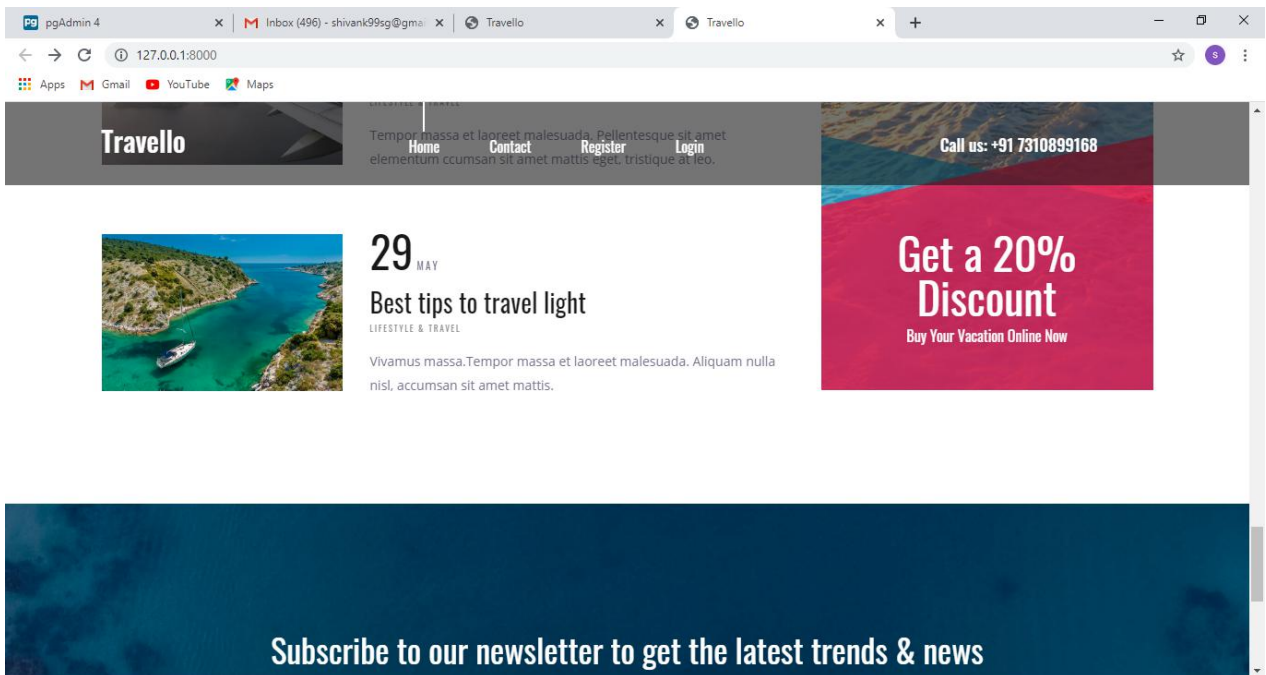 pgAdmin 4
Inbox (496) - shivank99sg@gmai
Travello
Travello
127.0.0.1:8000
S
Apps
Gmail
YouTube
Maps
LIFESTYLE & TRAVEL
Tempor massa et laoreet malesuada. Pellentesque sit amet
elementum ccumsan sit amet mattis eget, tristique at leo.
Travello
Home
Contact
Register
Login
Call us: +91 7310899168
29 MAY
Best tips to travel light
LIFESTYLE & TRAVEL
Vivamus massa.Tempor massa et laoreet malesuada. Aliquam nulla
nisl, accumsan sit amet mattis.
Get a 20%
Discount
Buy Your Vacation Online Now
Subscribe to our newsletter to get the latest trends & news